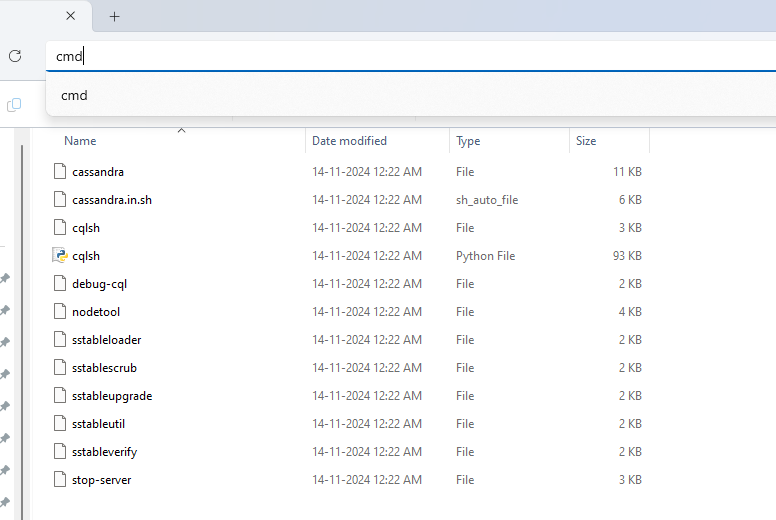 cmd
cmd
Name Date modified Type Size
cassandra 14-11-2024 12:22 AM File 11 KB
cassandra.in.sh 14-11-2024 12:22 AM sh_auto_file 6 KB
cqlsh 14-11-2024 12:22 AM File 3 KB
cqlsh 14-11-2024 12:22 AM Python File 93 KB
debug-cql 14-11-2024 12:22 AM File 2 KB
nodetool 14-11-2024 12:22 AM File 4 KB
sstableloader 14-11-2024 12:22 AM File 2 KB
sstablescrub 14-11-2024 12:22 AM File 2 KB
sstableupgrade 14-11-2024 12:22 AM File 2 KB
sstableutil 14-11-2024 12:22 AM File 2 KB
sstableverify 14-11-2024 12:22 AM File 2 KB
stop-server 14-11-2024 12:22 AM File 3 KB